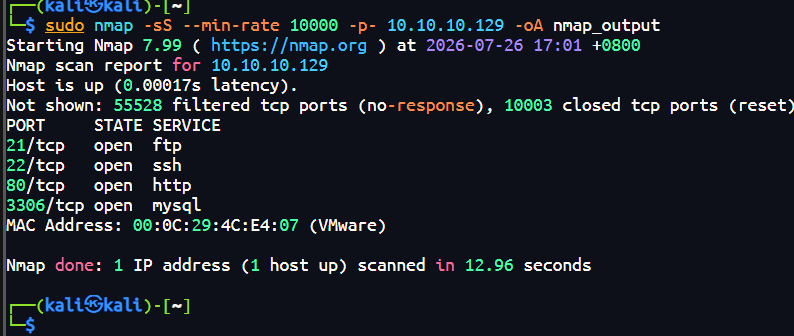 ┌──(kali㉿kali)-[~]
└─$ sudo nmap -sS --min-rate 10000 -p- 10.10.10.129 -oA nmap_output
Starting Nmap 7.99 ( https://nmap.org ) at 2026-07-26 17:01 +0800
Nmap scan report for 10.10.10.129
Host is up (0.00017s latency).
Not shown: 55528 filtered tcp ports (no-response), 10003 closed tcp ports (reset)
PORT     STATE SERVICE
21/tcp   open  ftp
22/tcp   open  ssh
80/tcp   open  http
3306/tcp open  mysql
MAC Address: 00:0C:29:4C:E4:07 (VMware)
Nmap done: 1 IP address (1 host up) scanned in 12.96 seconds
┌──(kali㉿kali)-[~]
└─$